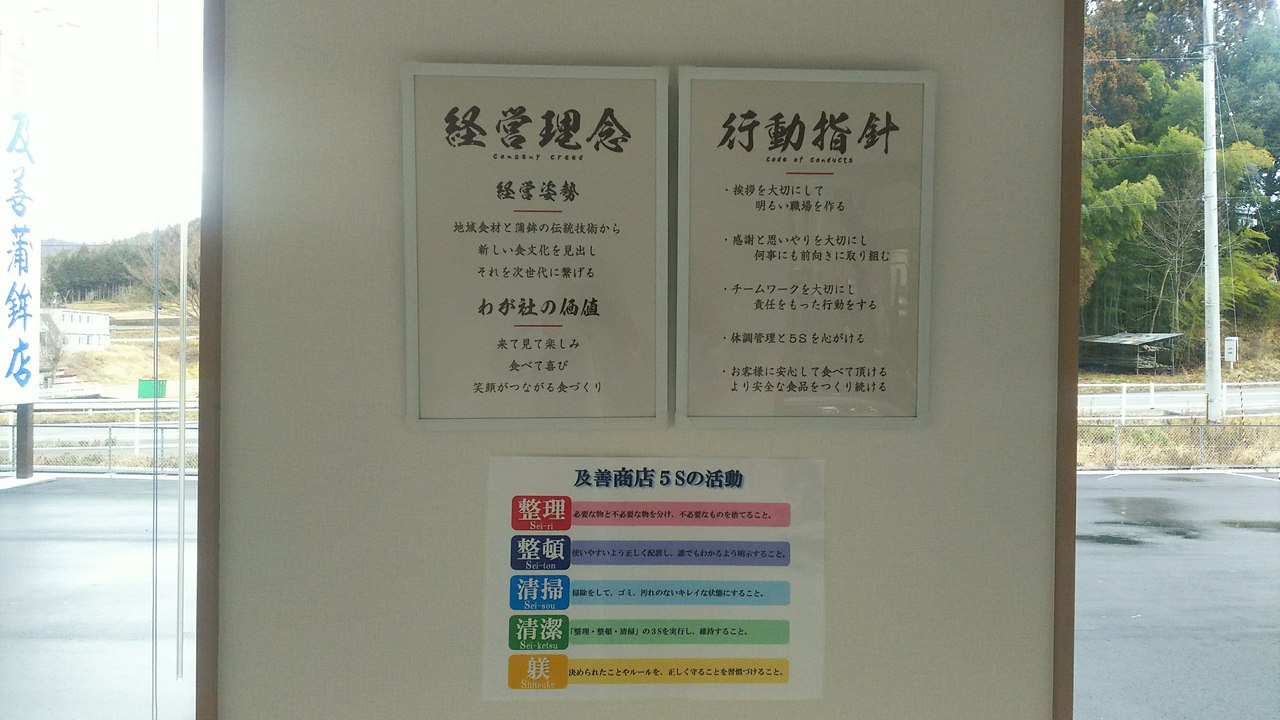 及善蒲鉾店
経営理念
Company Creed
経営姿勢
地域食材と蒲鉾の伝統技術から
新しい食文化を見出し
それを次世代に繋げる
わが社の価値
来て見て楽しみ
食べて喜び
笑顔がつながる食づくり
行動指針
Code of Conducts
・挨拶を大切にして
明るい職場を作る
・感謝と思いやりを大切にし
何事にも前向きに取り組む
・チームワークを大切にし
責任をもった行動をする
・体調管理と5Sを心がける
・お客様に安心して食べて頂ける
より安全な食品をつくり続ける
及善商店5Sの活動
整理 必要な物と不必要な物を分け、不必要なものを捨てること。
Sei-ri
整頓 使いやすいよう正しく配置し、誰でもわかるよう明示すること。
Sei-ton
清掃 掃除をして、ゴミ、汚れのないキレイな状態にすること。
Sei-sou
清潔 「整理・整頓・清掃」の3Sを実行し、維持すること。
Sei-ketsu
躾 決められたことやルールを、正しく守ることを習慣づけること。
Shitsuke